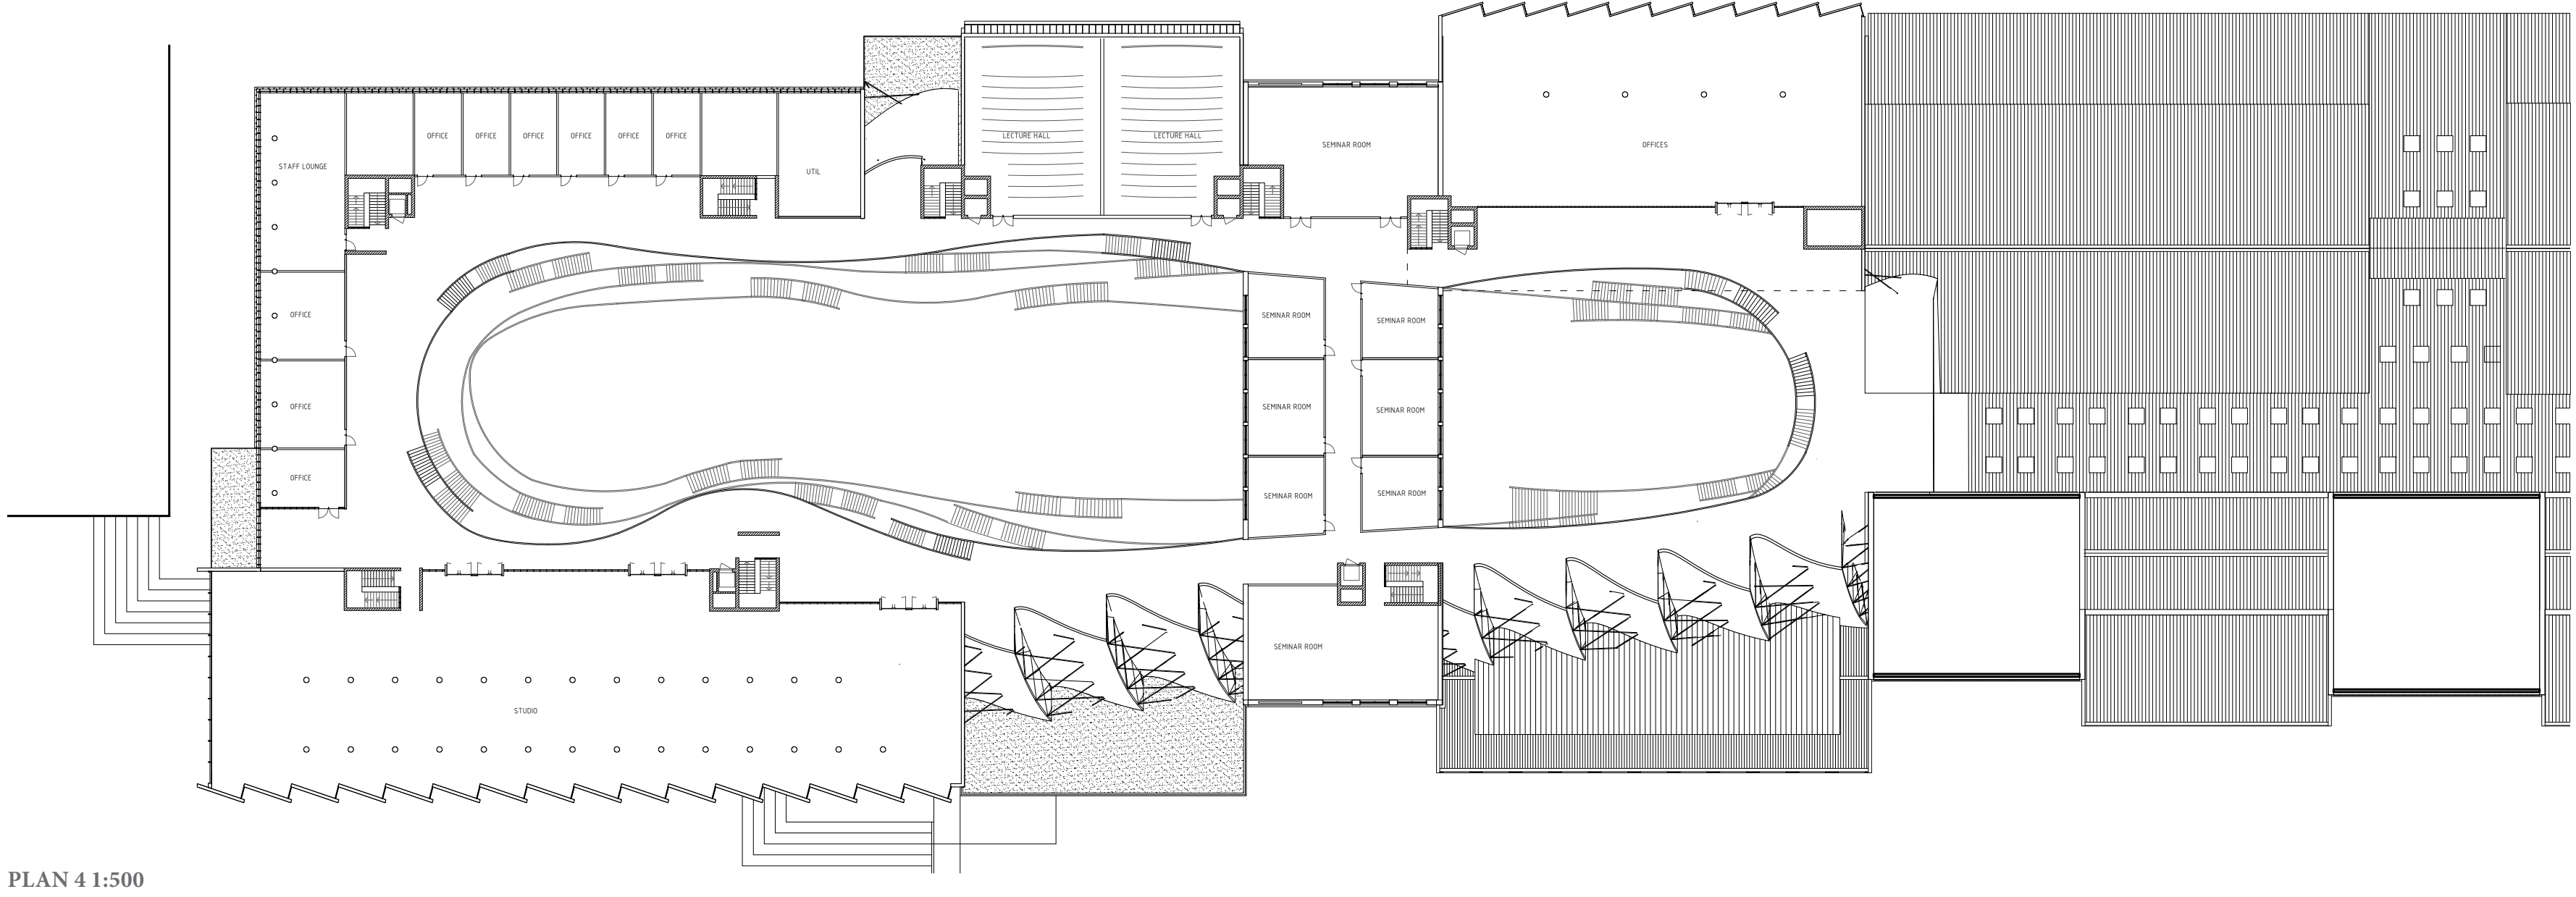 OFFICE
OFFICE
OFFICE
OFFICE
OFFICE
OFFICE
LECTURE HALL
LECTURE HALL
SEMINAR ROOM
OFFICES
STAFF LOUNGE
UTIL
OFFICE
SEMINAR ROOM
SEMINAR ROOM
OFFICE
SEMINAR ROOM
SEMINAR ROOM
OFFICE
SEMINAR ROOM
SEMINAR ROOM
SEMINAR ROOM
STUDIO
PLAN 4 1:500